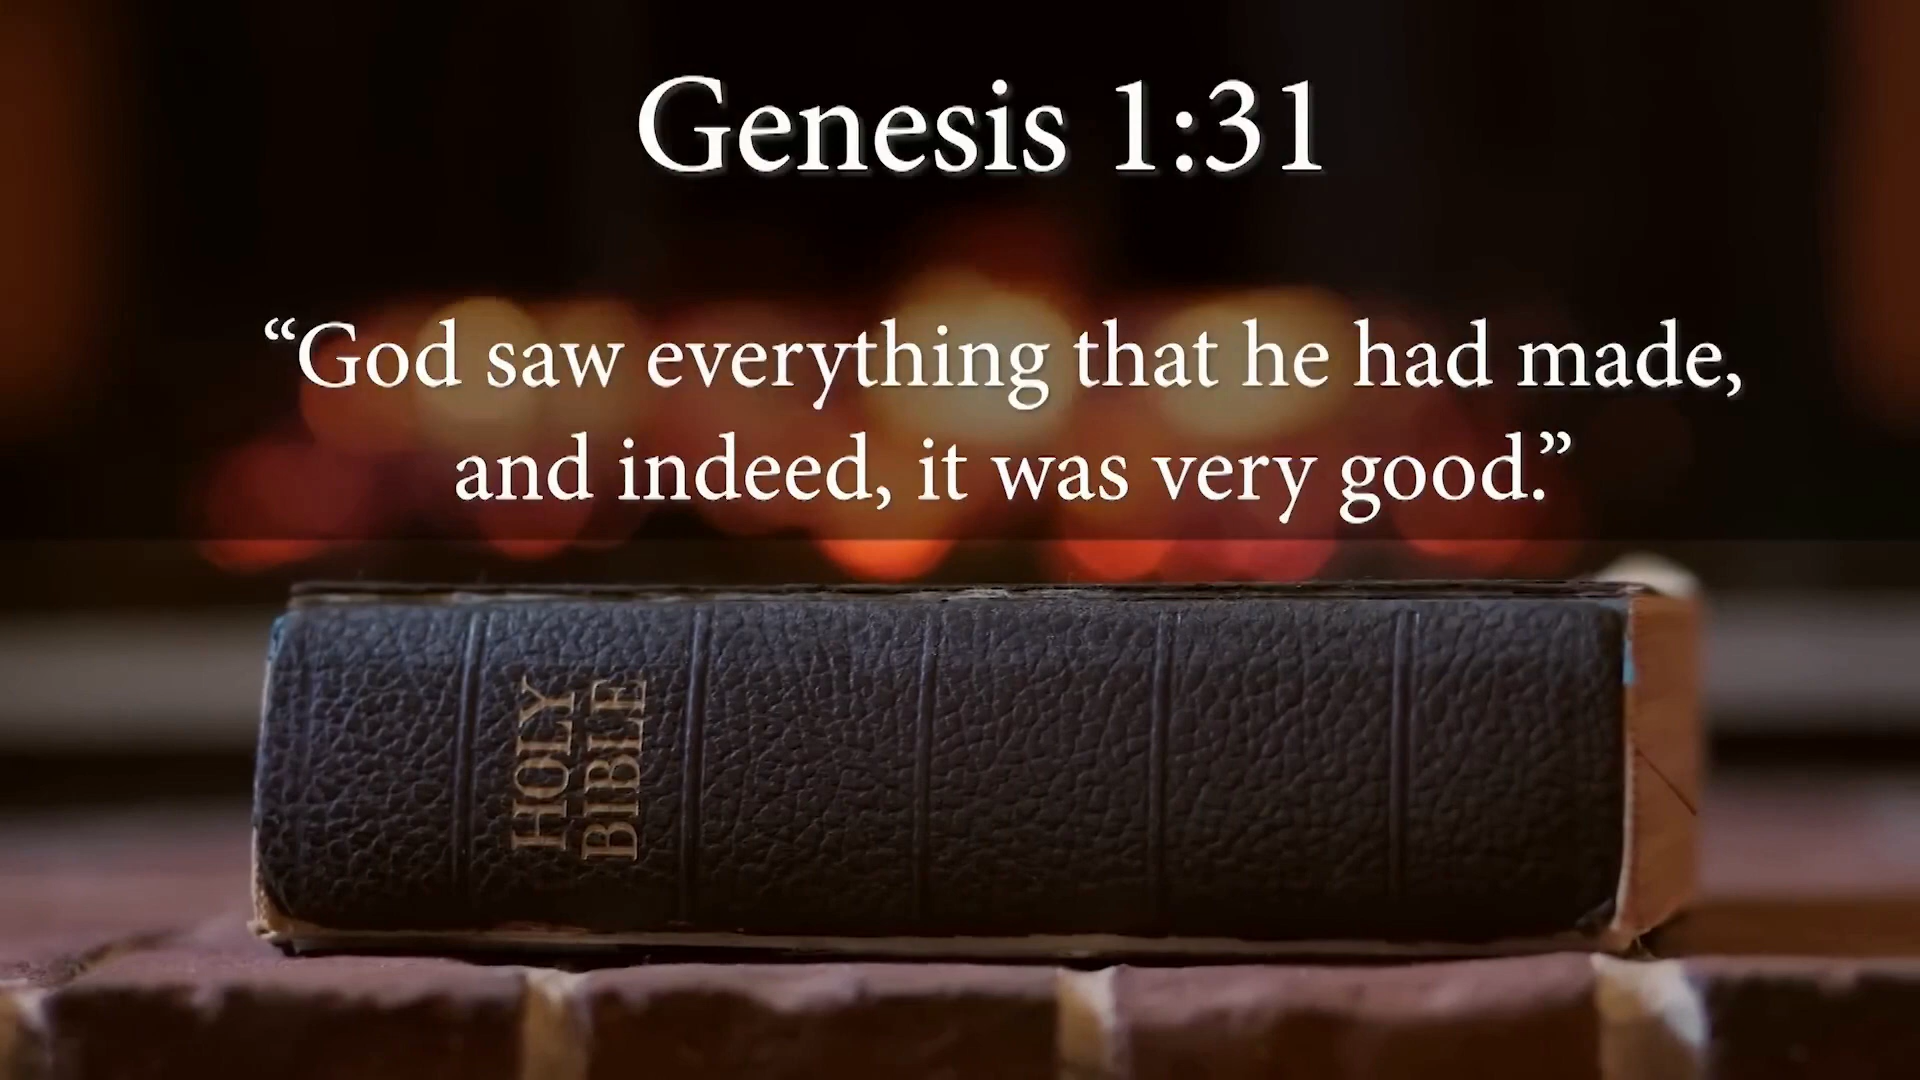 Genesis 1:31
“God saw everything that he had made,
and indeed, it was very good.”
HOLY
BIBLE